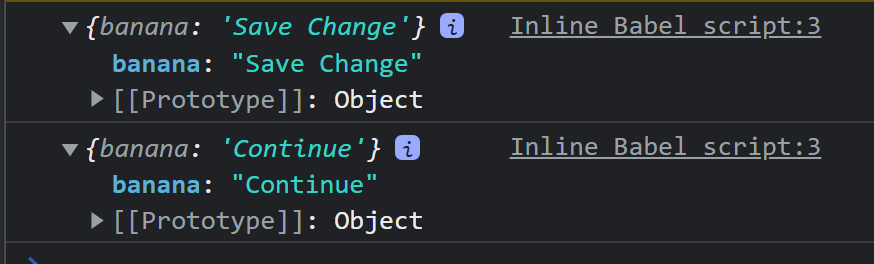 {banana: 'Save Change'} i Inline Babel script:3
banana: "Save Change"
[[Prototype]]: Object
{banana: 'Continue'} i Inline Babel script:3
banana: "Continue"
[[Prototype]]: Object